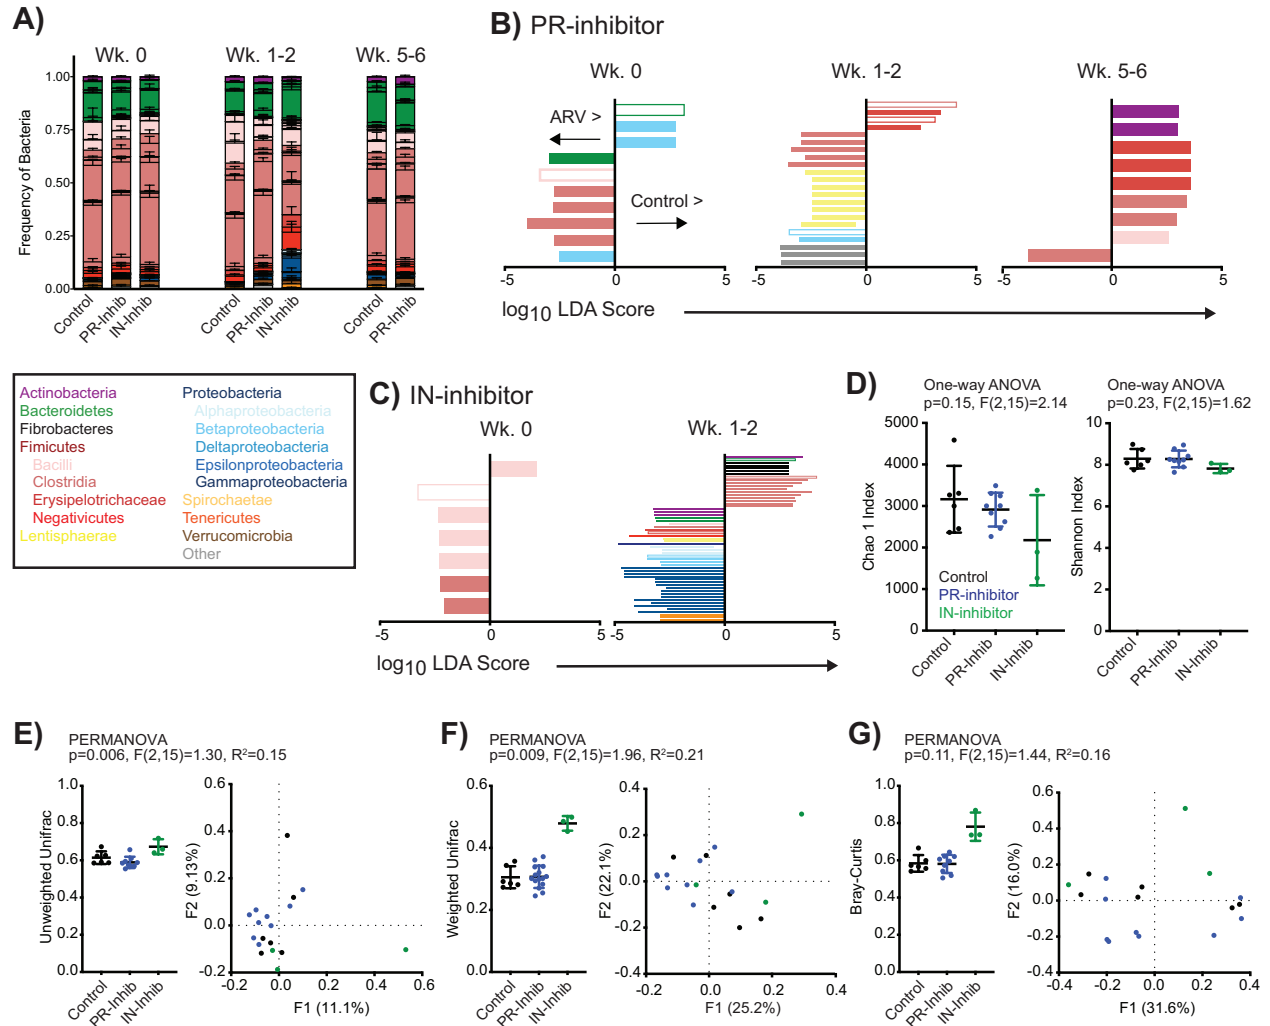 A)
Wk. 0
Wk. 1-2
Wk. 5-6
Frequency of Bacteria
1.00
0.75
0.50
0.25
0.00
Control
PR-Inhib
IN-Inhib
Control
PR-Inhib
IN-Inhib
Control
PR-Inhib
B) PR-inhibitor
Wk. 0
Wk. 1-2
Wk. 5-6
ARV >
Control >
-5 0 5
-5 0 5
-5 0 5
log10 LDA Score
Actinobacteria
Bacteroidetes
Fibrobacteres
Fimicutes
Bacilli
Clostridia
Erysipelotrichaceae
Negativicutes
Lentisphaerae
Proteobacteria
Alphaproteobacteria
Betaproteobacteria
Deltaproteobacteria
Epsilonproteobacteria
Gammaproteobacteria
Spirochaetae
Tenericutes
Verrucomicrobia
Other
C) IN-inhibitor
Wk. 0
Wk. 1-2
-5 0 5
-5 0 5
log10 LDA Score
D)
One-way ANOVA
p=0.15, F(2,15)=2.14
Chao 1 Index
5000
4000
3000
2000
1000
0
Control
PR-inhibitor
IN-inhibitor
Control
PR-Inhib
IN-Inhib
One-way ANOVA
p=0.23, F(2,15)=1.62
Shannon Index
10
8
6
4
2
0
Control
PR-Inhib
IN-Inhib
E)
PERMANOVA
p=0.006, F(2,15)=1.30, R²=0.15
Unweighted Unifrac
1.0
0.8
0.6
0.4
0.2
0.0
Control
PR-Inhib
IN-Inhib
F2 (9.13%)
0.6
0.4
0.2
0.0
-0.2
-0.2 0.0 0.2 0.4 0.6
F1 (11.1%)
F)
PERMANOVA
p=0.009, F(2,15)=1.96, R²=0.21
Weighted Unifrac
0.6
0.4
0.2
0.0
Control
PR-Inhib
IN-Inhib
F2 (22.1%)
0.4
0.2
0.0
-0.2
-0.4
-0.2 0.0 0.2 0.4
F1 (25.2%)
G)
PERMANOVA
p=0.11, F(2,15)=1.44, R²=0.16
Bray-Curtis
1.0
0.8
0.6
0.4
0.2
0.0
Control
PR-Inhib
IN-Inhib
F2 (16.0%)
0.6
0.4
0.2
0.0
-0.2
-0.4
-0.4 -0.2 0.0 0.2 0.4
F1 (31.6%)